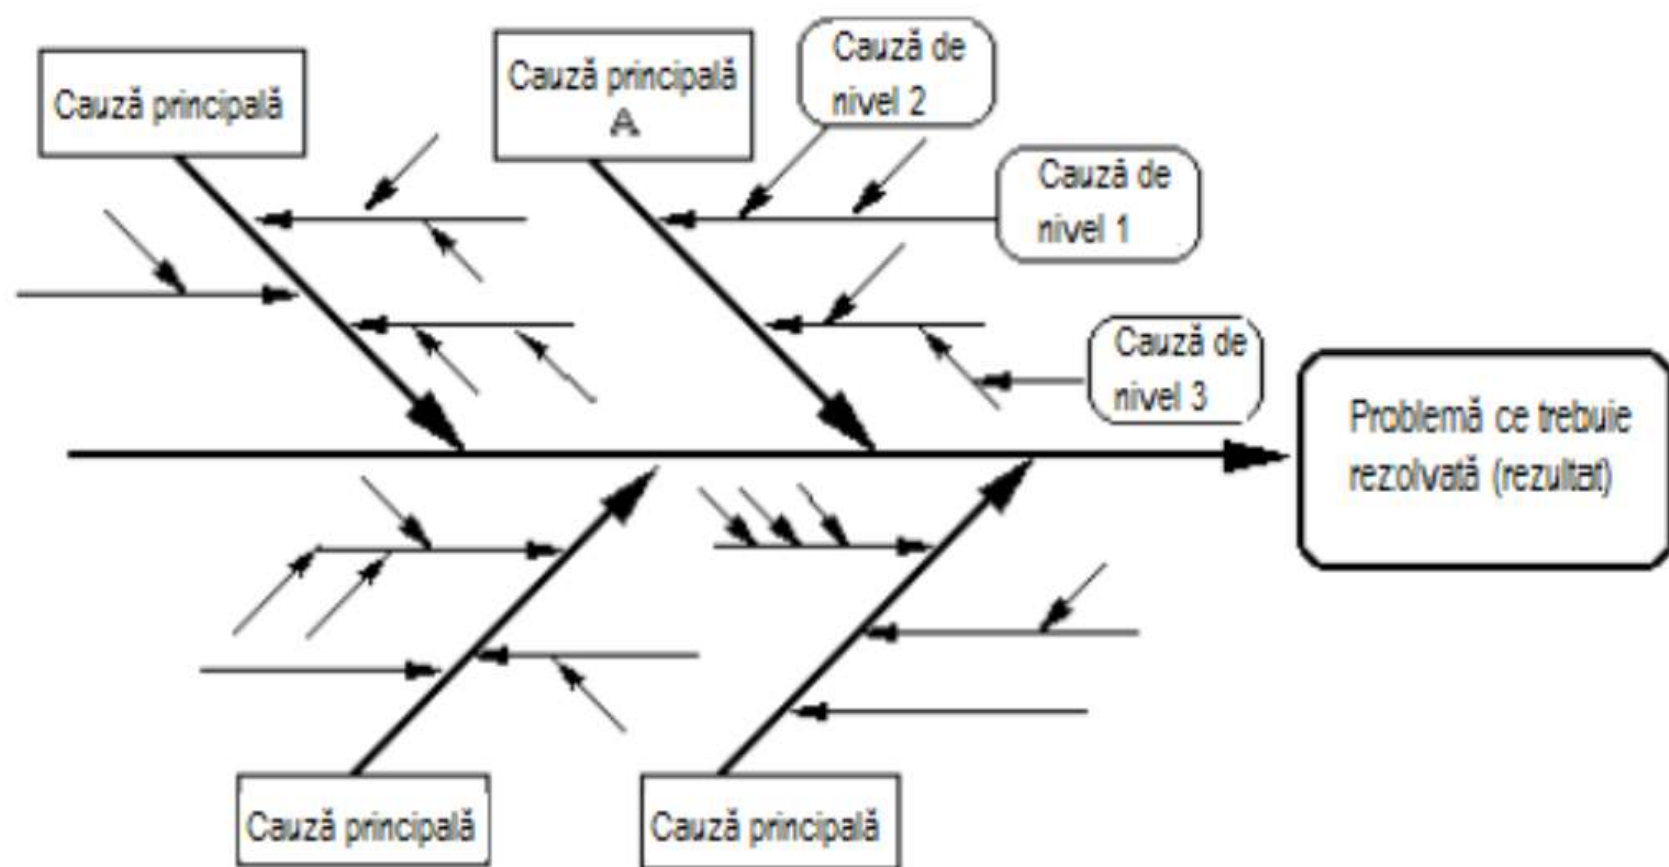 Cauză principală
Cauză principală
A
Cauză de
nivel 2
Cauză de
nivel 1
Cauză de
nivel 3
Problemă ce trebuie
rezolvată (rezultat)
Cauză principală
Cauză principală